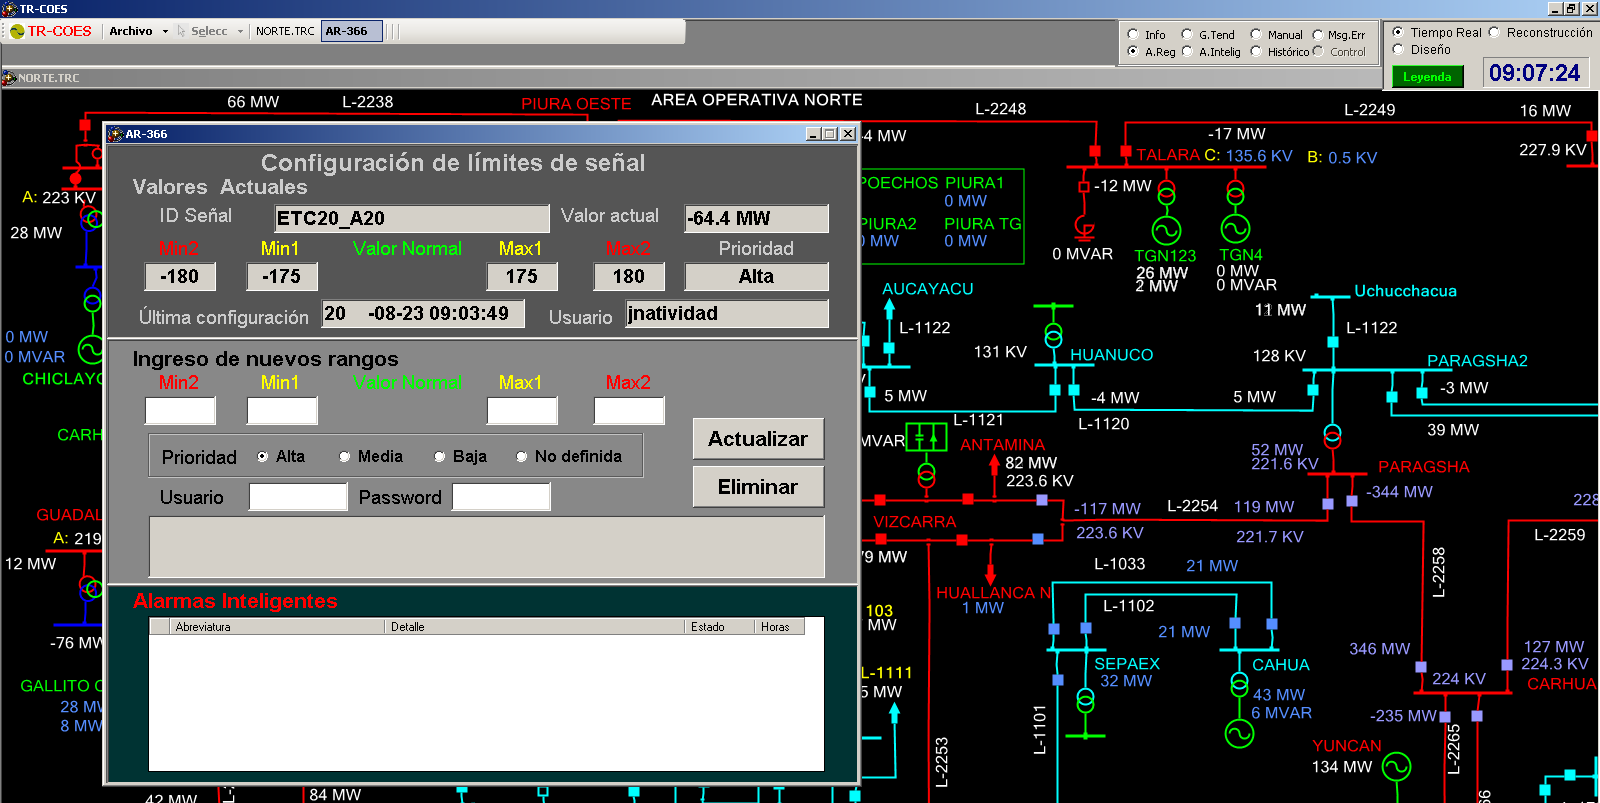 TR-COES
TR-COES Archivo Selecc NORTE.TRC AR-366
Info G.Tend Manual Msg.Err
A.Reg A.Intelig Histórico Control
Tiempo Real Reconstrucción
Diseño
Leyenda 09:07:24
NORTE.TRC
66 MW L-2238 PIURA OESTE AREA OPERATIVA NORTE L-2248 L-2249 16 MW
AR-366
Configuración de límites de señal
Valores Actuales
ID Señal ETC20_A20 Valor actual -64.4 MW
Min2 Min1 Valor Normal Max1 Max2 Prioridad
-180 -175 175 180 Alta
Última configuración 20 -08-23 09:03:49 Usuario jnatividad
Ingreso de nuevos rangos
Min2 Min1 Valor Normal Max1 Max2
Prioridad Alta Media Baja No definida
Actualizar
Eliminar
Usuario Password
Alarmas Inteligentes
Abreviatura Detalle Estado Horas
A: 223 KV
28 MW
0 MW
0 MVAR
CHICLAYO
CARH
GUADAL
A: 219
12 MW
-76 MW
GALLITO C
28 MW
8 MW
42 MW
84 MW
4 MW
-17 MW
TALARA C: 135.6 KV B: 0.5 KV
227.9 KV
-12 MW
0 MVAR
TGN123
26 MW
2 MW
TGN4
0 MW
0 MVAR
POECHOS PIURA1
0 MW
PIURA2 PIURA TG
0 MW 0 MW
AUCAYACU
L-1122
131 KV
HUANUCO
5 MW
-4 MW
L-1120
5 MW
Uchucchacua
11 MW
L-1122
128 KV
PARAGSHA2
-3 MW
39 MW
L-1121
MVAR
ANTAMINA
82 MW
223.6 KV
52 MW
221.6 KV
PARAGSHA
-344 MW
VIZCARRA
-117 MW L-2254 119 MW
223.6 KV 221.7 KV
228
L-2259
79 MW
HUALLANCA N
1 MW
L-1033 21 MW
L-1102
21 MW
L-2258
103
MW
SEPAEX
32 MW
CAHUA
43 MW
6 MVAR
L-1111
5 MW
L-2253
L-1101
346 MW
127 MW
224.3 KV
224 KV
CARHUA
-235 MW
L-2265
YUNCAN
134 MW
66